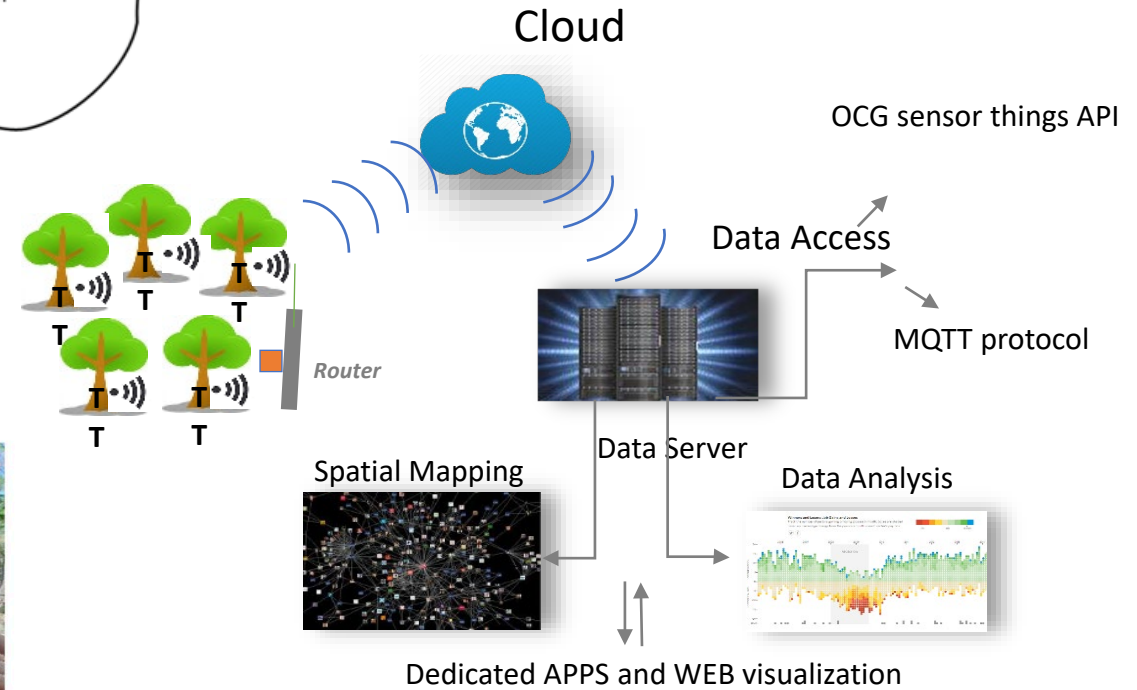 Cloud
OCG sensor things API
Data Access
MQTT protocol
T
T
T
T
T
T
Router
T
T
T
T
Data Server
Spatial Mapping
Data Analysis
Dedicated APPS and WEB visualization